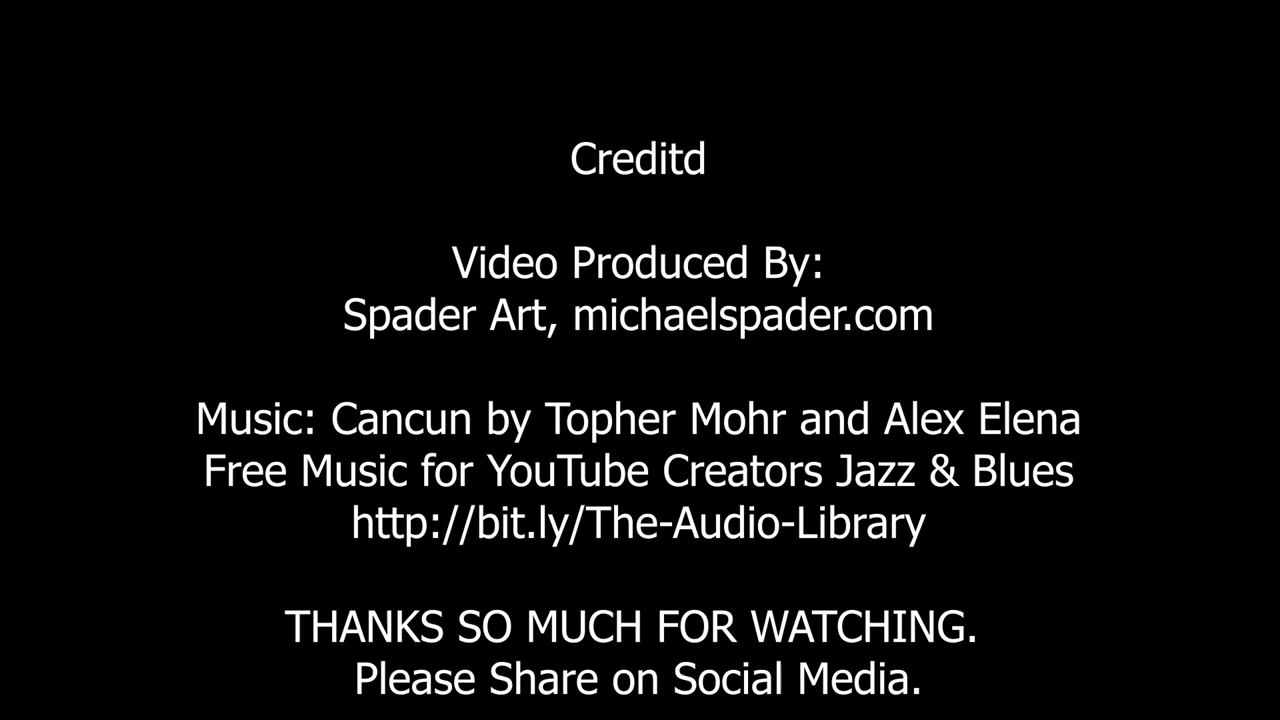 Creditd
Video Produced By:
Spader Art, michaelspader.com
Music: Cancun by Topher Mohr and Alex Elena
Free Music for YouTube Creators Jazz & Blues
http://bit.ly/The-Audio-Library
THANKS SO MUCH FOR WATCHING.
Please Share on Social Media.